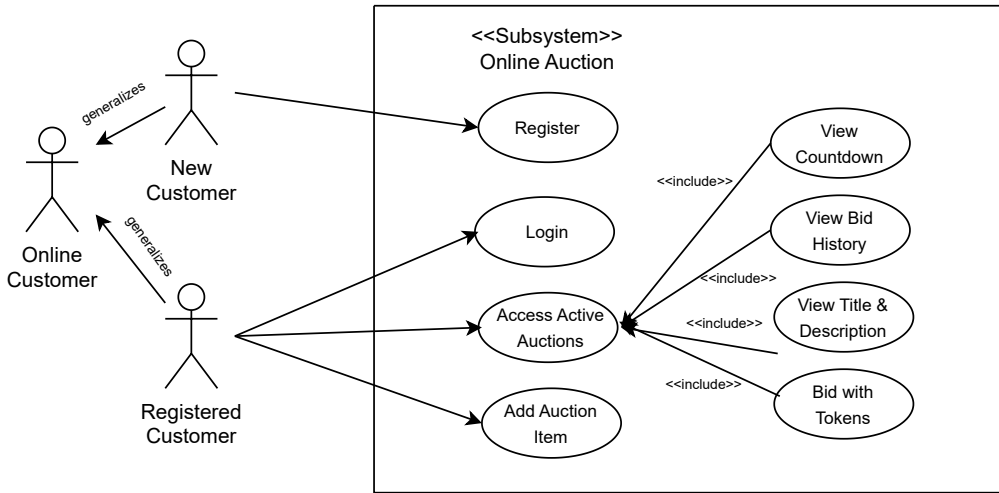 <<Subsystem>>
Online Auction
generalizes
New
Customer
Register
View
Countdown
<<include>>
generalizes
Online
Customer
Login
View Bid
History
<<include>>
Access Active
Auctions
View Title &
Description
<<include>>
<<include>>
Registered
Customer
Add Auction
Item
Bid with
Tokens